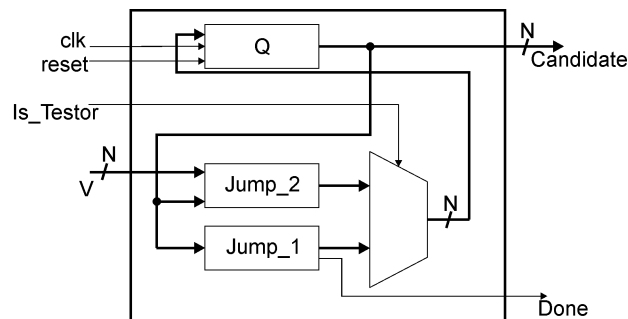 clk
reset
Q
N
Candidate
Is_Testor
N
V
Jump_2
N
Jump_1
Done